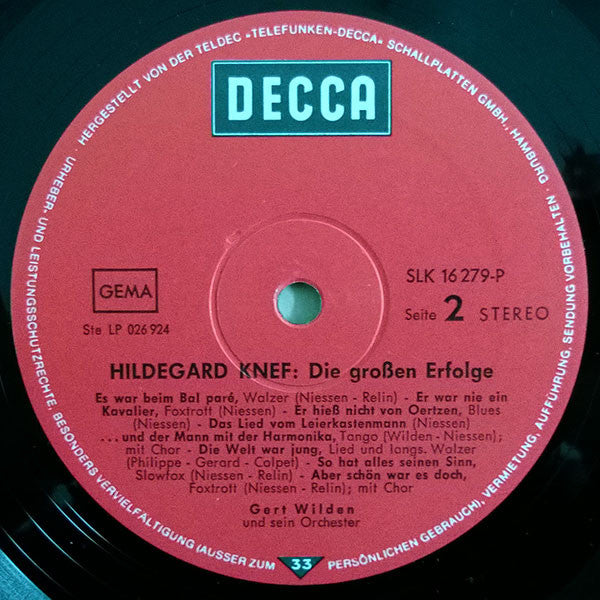 HERGESTELLT VON DER TELDEC »TELEFUNKEN-DECCA« SCHALLPLATTEN GMBH, HAMBURG ·
DECCA
GEMA
Ste LP 026 924
SLK 16 279-P
Seite 2 STEREO
HILDEGARD KNEF: Die großen Erfolge
Es war beim Bal paré, Walzer (Niessen - Relin) - Er war nie ein
Kavalier, Foxtrott (Niessen) - Er hieß nicht von Oertzen, Blues
(Niessen) - Das Lied vom Leierkastenmann (Niessen)
...und der Mann mit der Harmonika, Tango (Wilden - Niessen);
mit Chor - Die Welt war jung, Lied und langs. Walzer
(Philippe - Gerard - Colpet) - So hat alles seinen Sinn,
Slowfox (Niessen - Relin) - Aber schön war es doch,
Foxtrott (Niessen - Relin); mit Chor
Gert Wilden
und sein Orchester
URHEBER- UND LEISTUNGSSCHUTZRECHTE, BESONDERS VERVIELFÄLTIGUNG (AUSSER ZUM
33
PERSÖNLICHEN GEBRAUCH), VERMIETUNG, AUFFÜHRUNG, SENDUNG VORBEHALTEN ·